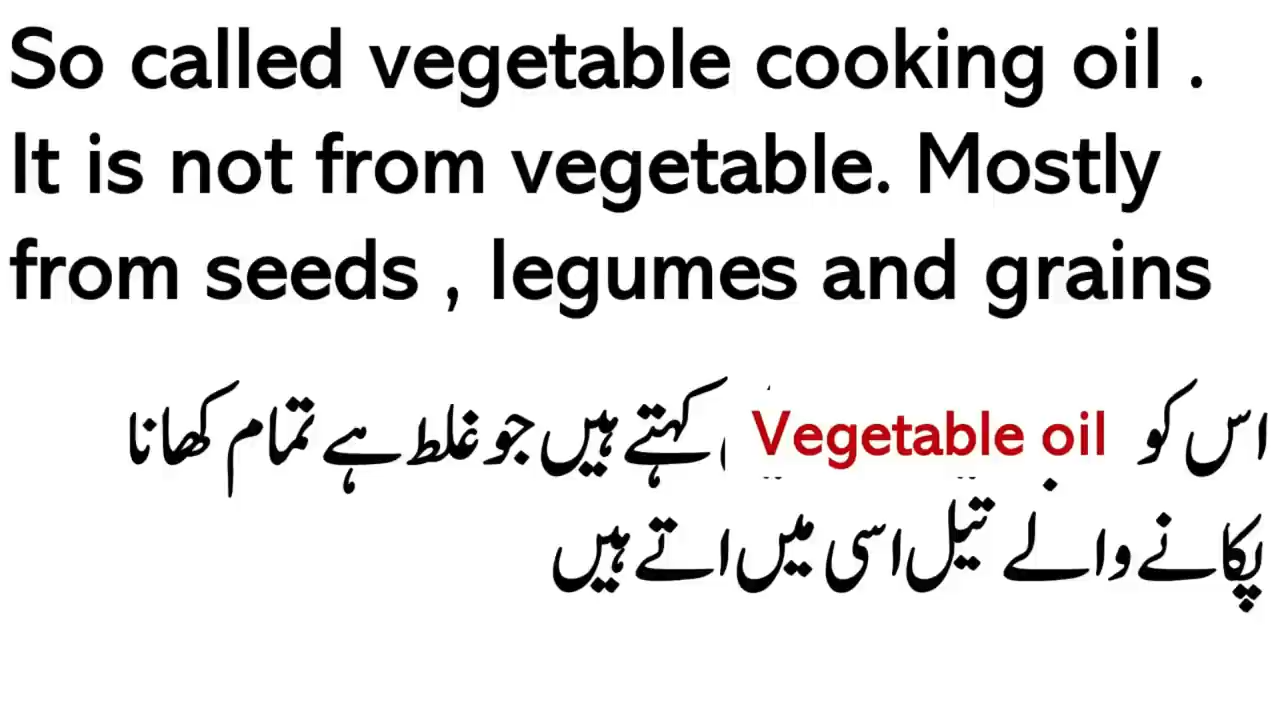 So called vegetable cooking oil .
It is not from vegetable. Mostly
from seeds , legumes and grains
اس کو Vegetable oil کہتے ہیں جو غلط ہے تمام کھانا
پکانے والے تیل اسی میں اتے ہیں